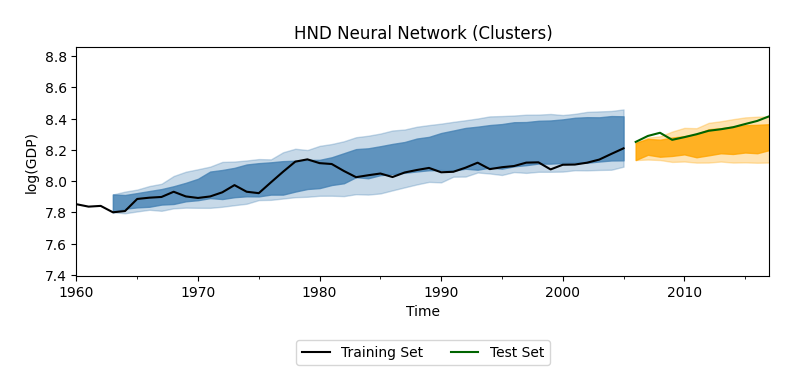 HND Neural Network (Clusters)
8.8
8.6
8.4
8.2
8.0
7.8
7.6
7.4
log(GDP)
1960 1970 1980 1990 2000 2010
Time
Training Set Test Set